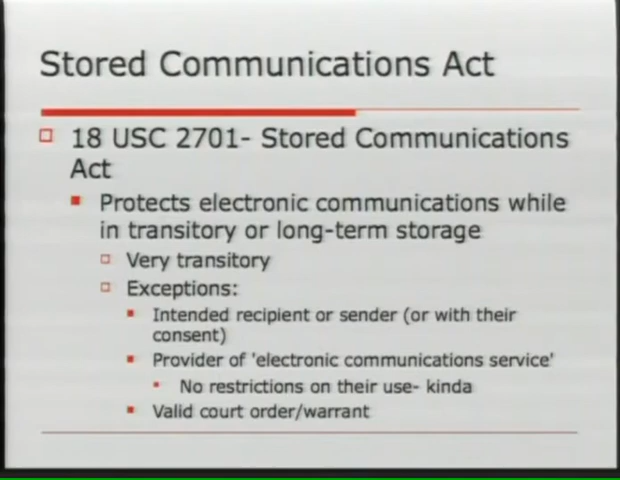 Stored Communications Act
18 USC 2701- Stored Communications
Act
Protects electronic communications while
in transitory or long-term storage
Very transitory
Exceptions:
Intended recipient or sender (or with their
consent)
Provider of 'electronic communications service'
No restrictions on their use- kinda
Valid court order/warrant